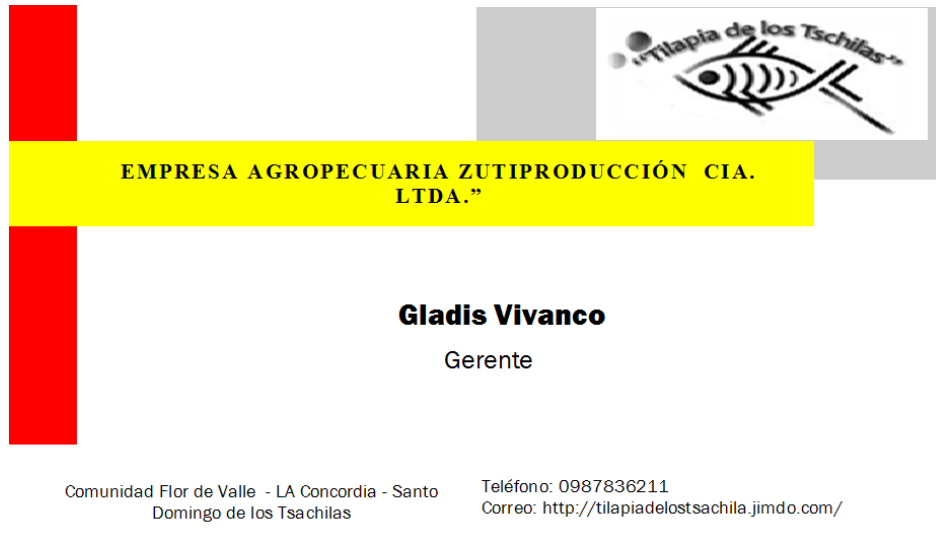 “Tilapia de los Tschilas”
EMPRESA AGROPECUARIA ZUTIPRODUCCIÓN CIA.
LTDA.”
Gladis Vivanco
Gerente
Comunidad Flor de Valle - LA Concordia - Santo
Domingo de los Tsachilas
Teléfono: 0987836211
Correo: http://tilapiadelostsachila.jimdo.com/